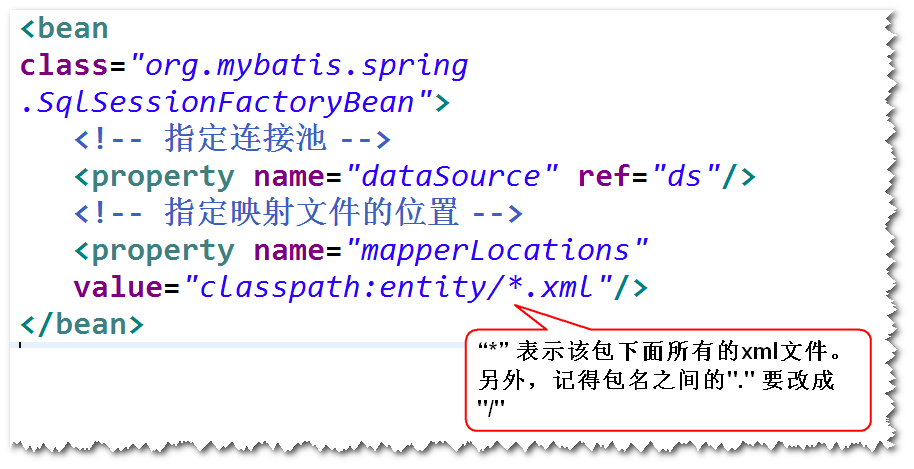 <bean
class="org.mybatis.spring
.SqlSessionFactoryBean">
<!-- 指定连接池 -->
<property name="dataSource" ref="ds"/>
<!-- 指定映射文件的位置 -->
<property name="mapperLocations"
value="classpath:entity/*.xml"/>
</bean>
“*” 表示该包下面所有的xml文件。
另外，记得包名之间的"." 要改成
"/"